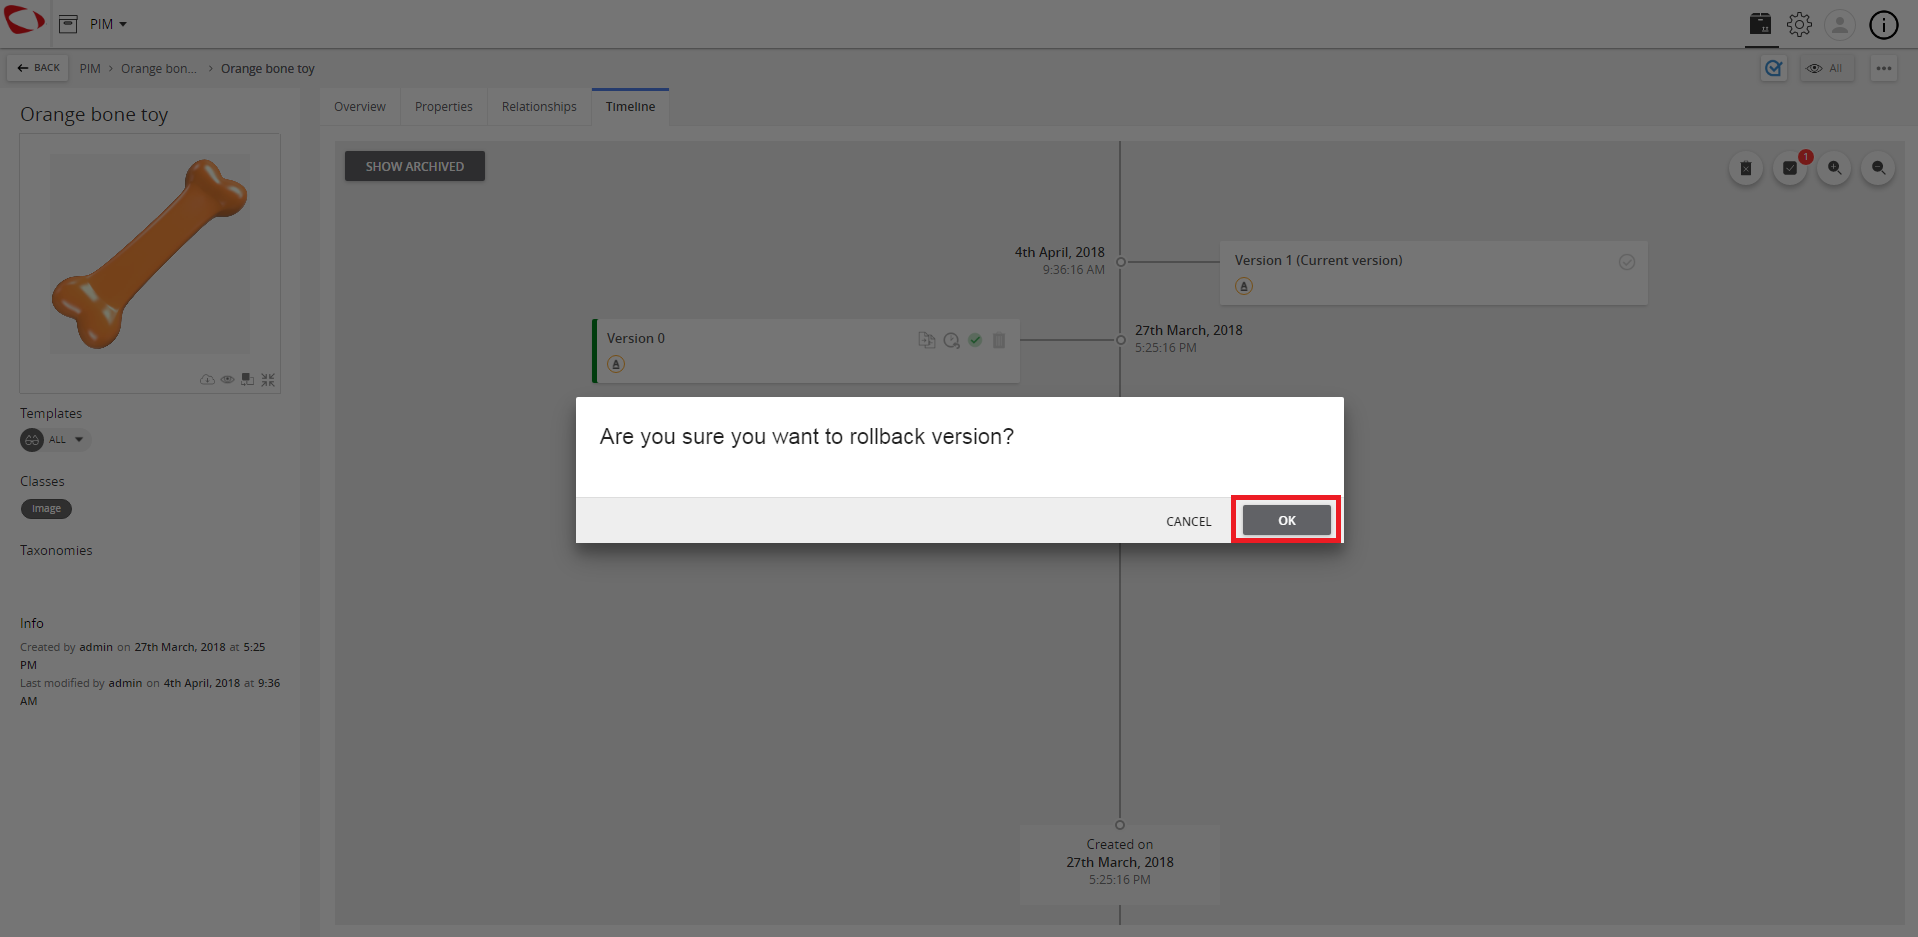 PIM
BACK
PIM › Orange bon... › Orange bone toy
All
Orange bone toy
Overview
Properties
Relationships
Timeline
SHOW ARCHIVED
1
4th April, 2018
9:36:16 AM
Version 1 (Current version)
Version 0
27th March, 2018
5:25:16 PM
Templates
ALL
Classes
Image
Taxonomies
Info
Created by admin on 27th March, 2018 at 5:25
PM
Last modified by admin on 4th April, 2018 at 9:36
AM
Are you sure you want to rollback version?
CANCEL
OK
Created on
27th March, 2018
5:25:16 PM